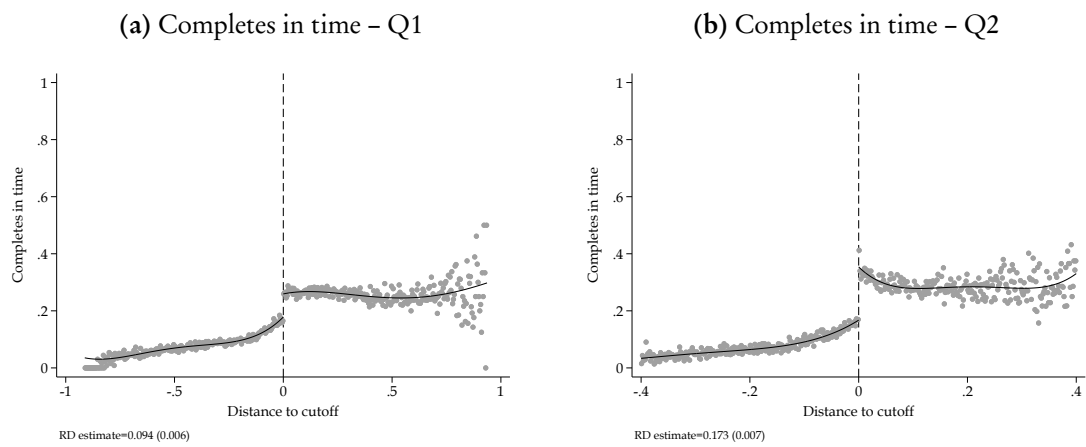 (a) Completes in time – Q1
1
.8
.6
.4
.2
0
Completes in time
-1
-.5
0
.5
1
Distance to cutoff
RD estimate=0.094 (0.006)
(b) Completes in time – Q2
1
.8
.6
.4
.2
0
Completes in time
-.4
-.2
0
.2
.4
Distance to cutoff
RD estimate=0.173 (0.007)